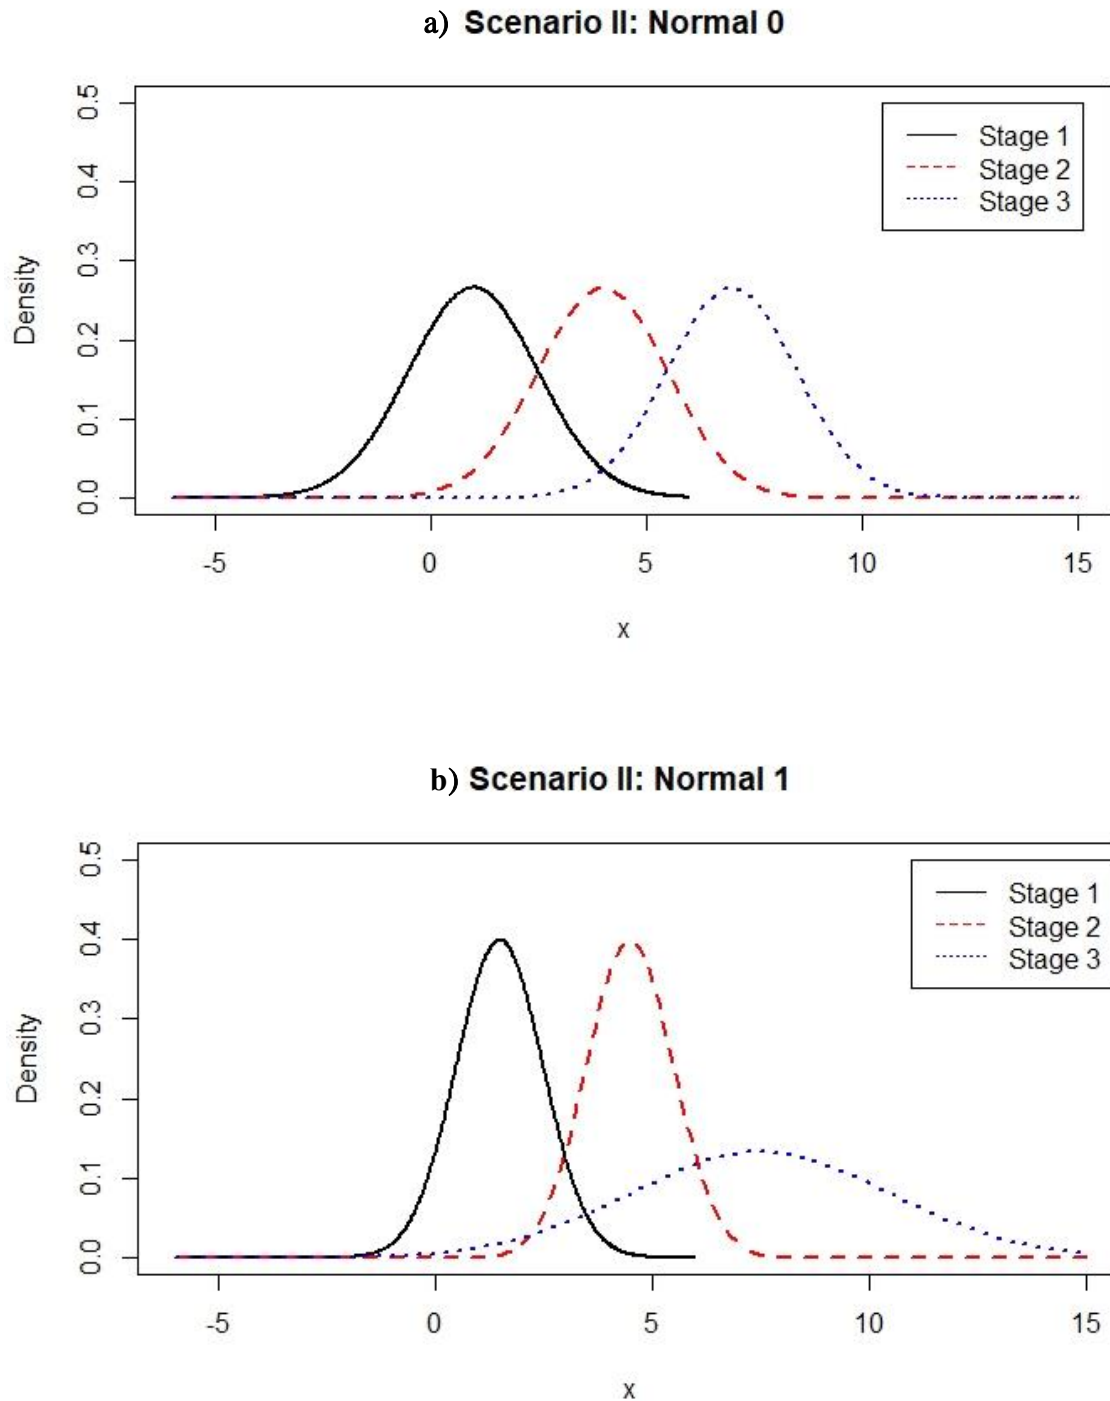 a) Scenario II: Normal 0
0.5
0.4
0.3
0.2
0.1
0.0
Density
Stage 1
Stage 2
Stage 3
-5 0 5 10 15
x
b) Scenario II: Normal 1
0.5
0.4
0.3
0.2
0.1
0.0
Density
Stage 1
Stage 2
Stage 3
-5 0 5 10 15
x